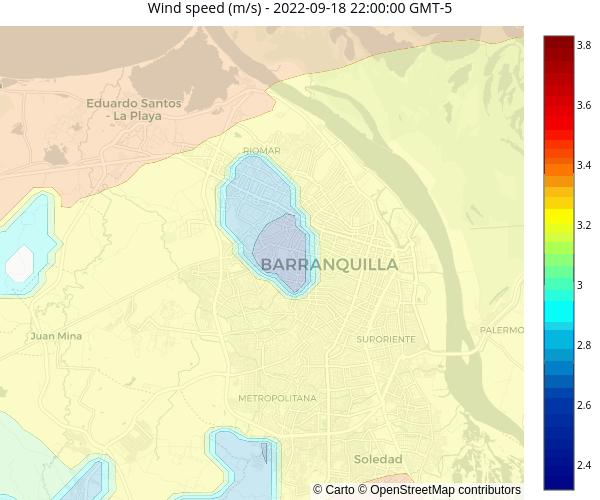 Wind speed (m/s) - 2022-09-18 22:00:00 GMT-5
3.8
Eduardo Santos
- La Playa
3.6
RIOMAR
3.4
3.2
BARRANQUILLA
3
Juan Mina
PALERMO
SURORIENTE
2.8
METROPOLITANA
2.6
Soledad
2.4
© Carto © OpenStreetMap contributors